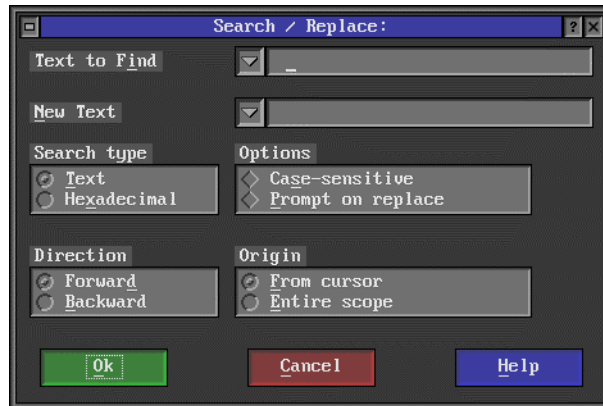 Search / Replace:
Text to Find
New Text
Search type
Options
Text
Case-sensitive
Hexadecimal
Prompt on replace
Direction
Origin
Forward
From cursor
Backward
Entire scope
Ok
Cancel
Help